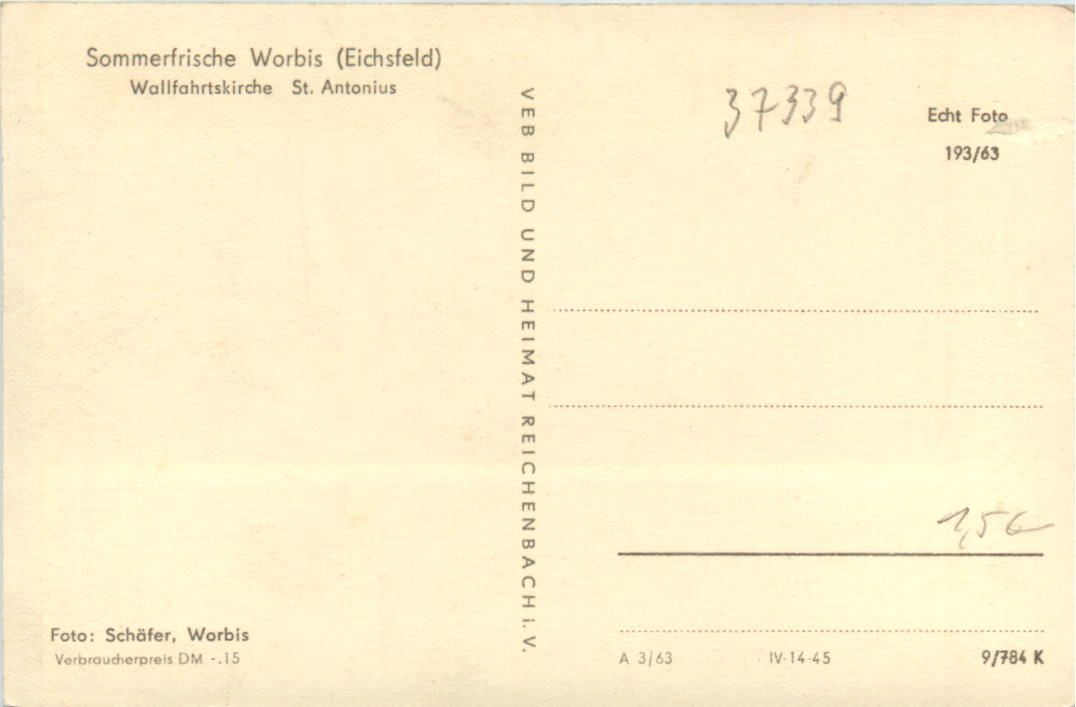 Sommerfrische Worbis (Eichsfeld)
Wallfahrtskirche St. Antonius
VEB BILD UND HEIMAT REICHENBACH i. V.
37339
Echt Foto
193/63
1,5€
Foto: Schäfer, Worbis
Verbraucherpreis DM -.15
A 3/63 IV-14-45 9/784 K